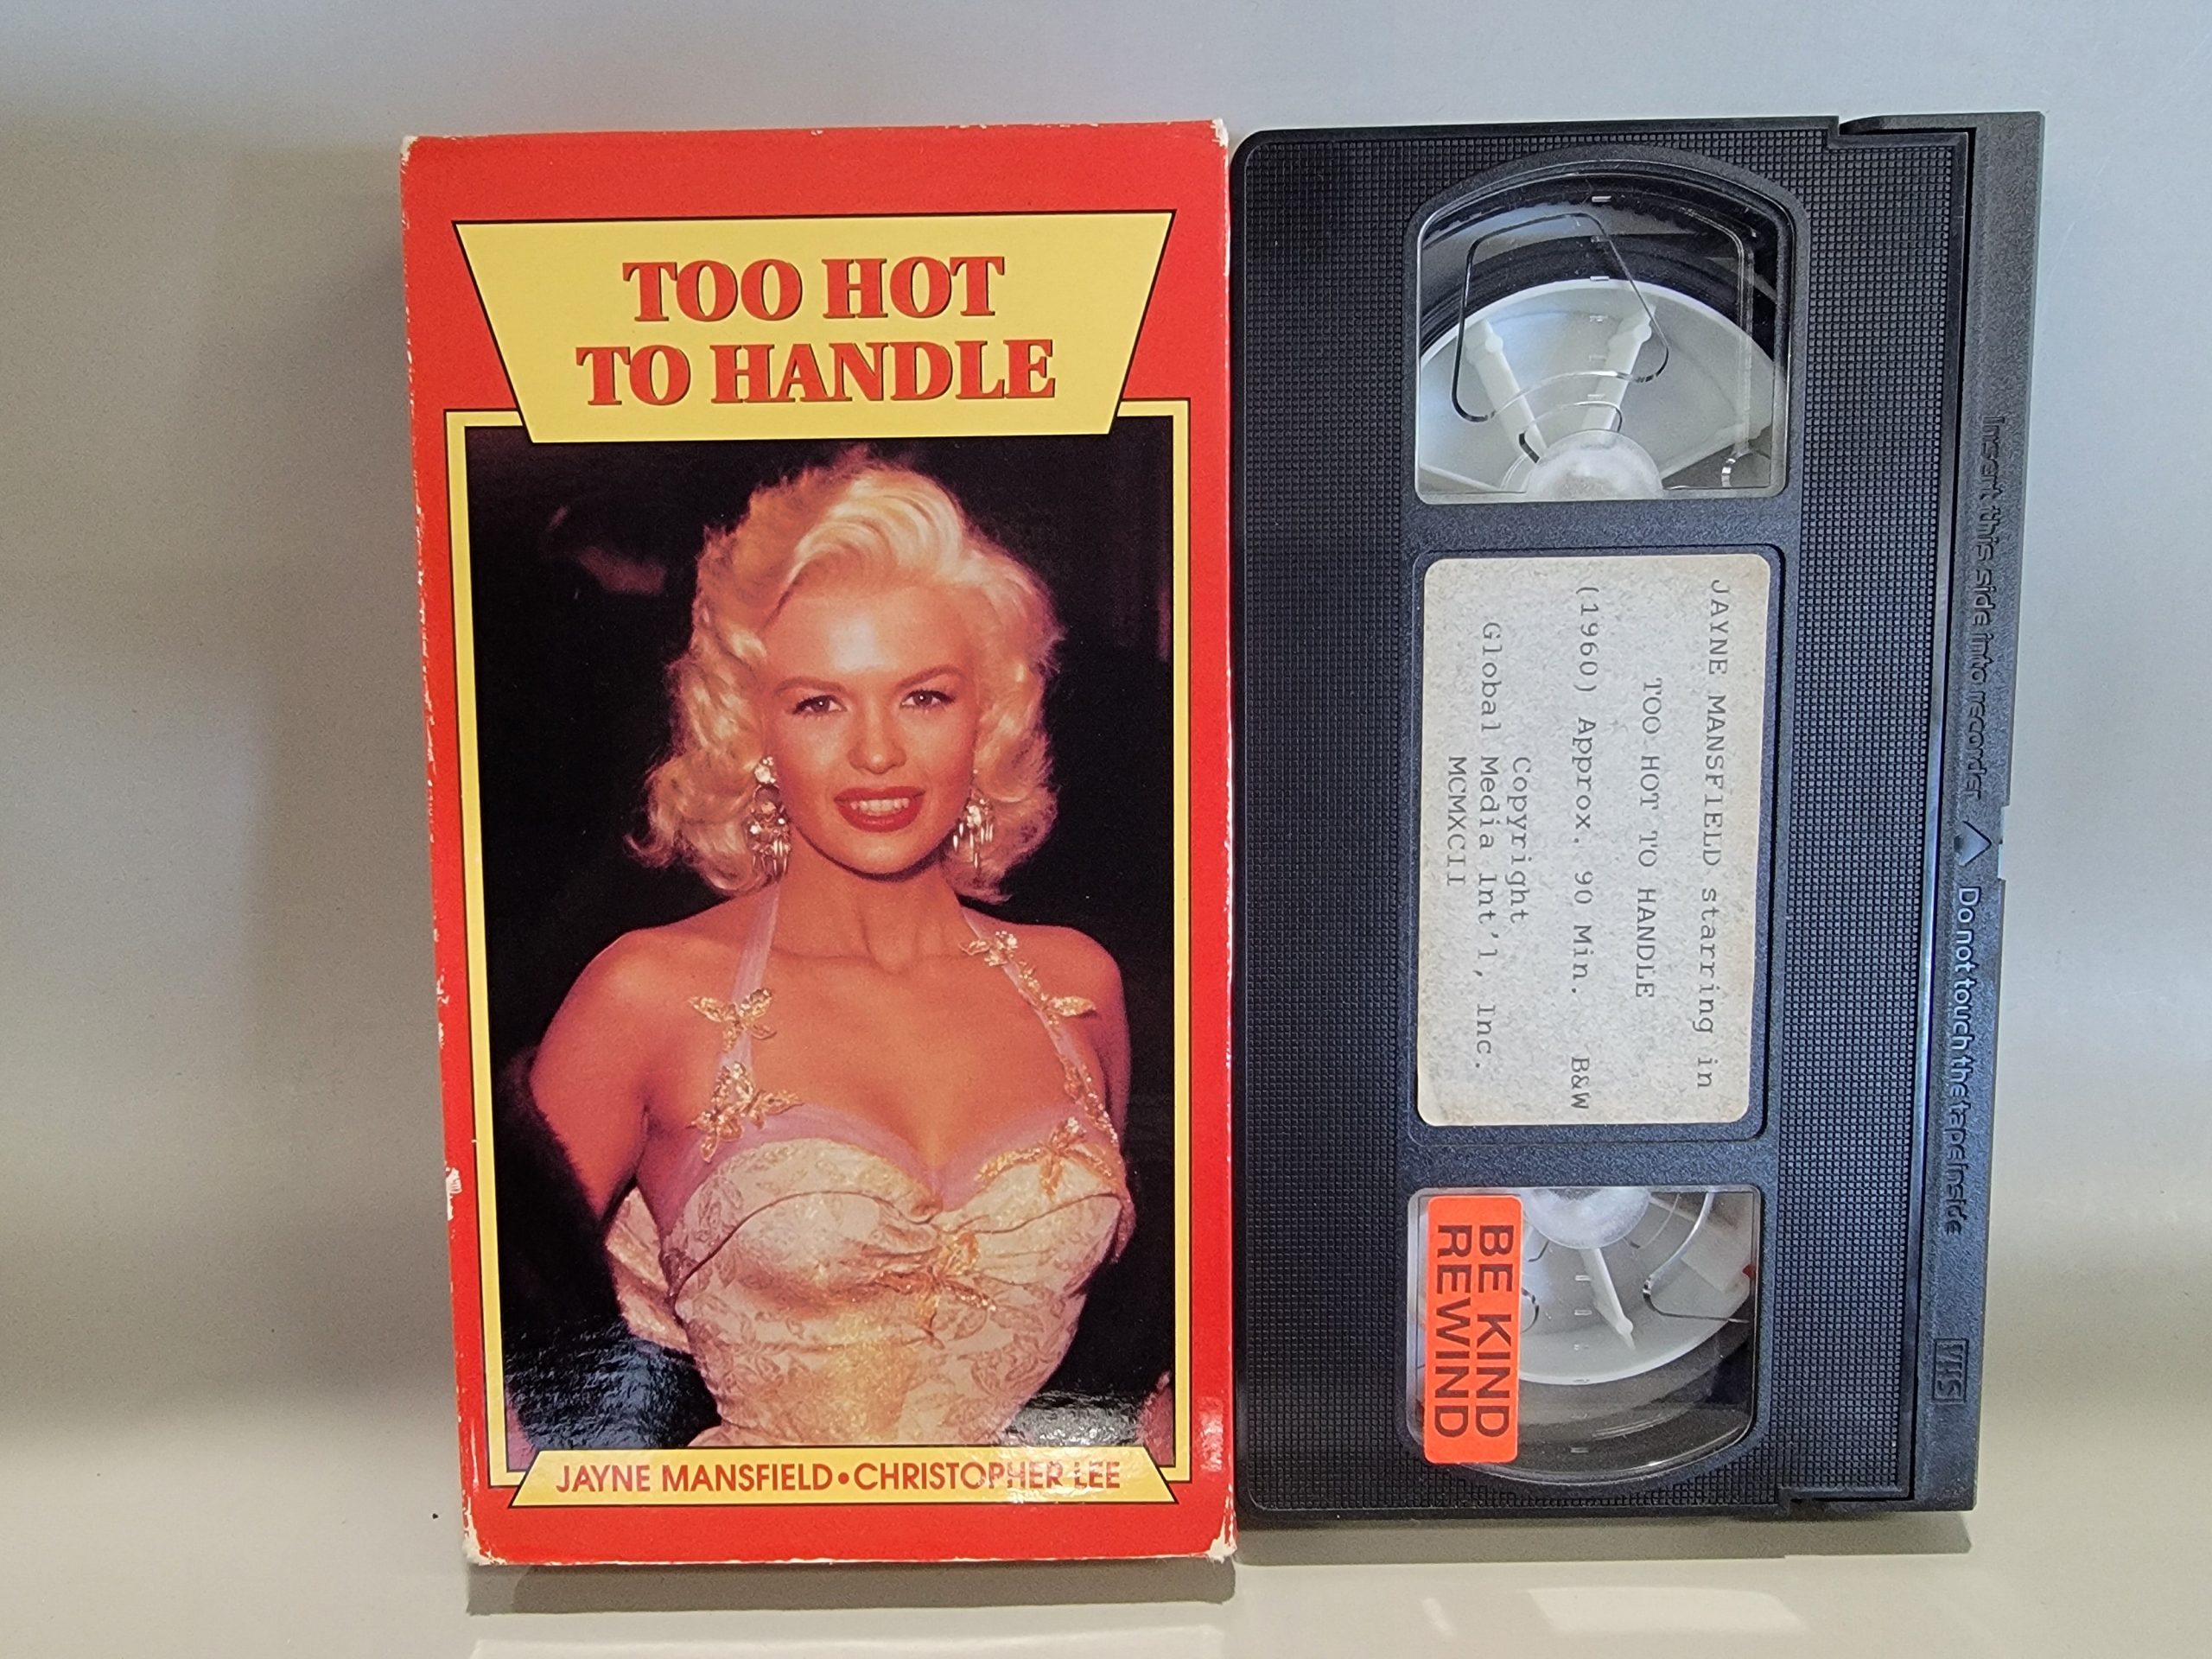 TOO HOT
TO HANDLE
JAYNE MANSFIELD•CHRISTOPHER LEE
JAYNE MANSFIELD starring in
TOO HOT TO HANDLE
(1960) Approx. 90 Min. B&W
Copyright
Global Media Int'l, Inc.
MCMXCII
BE KIND
REWIND
Insert this side into recorder △ Do not touch the tape inside
VHS